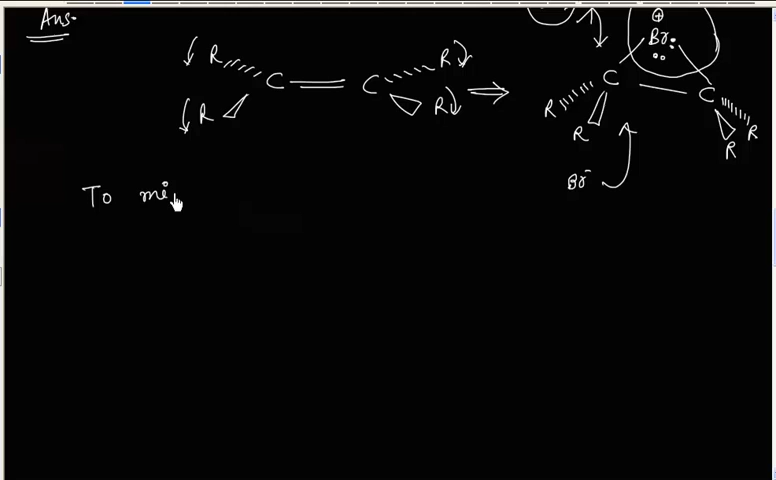 Ans.
⊕
Br
R C = C R ⇒ C — C
R R R R R R
Br⁻
To mi